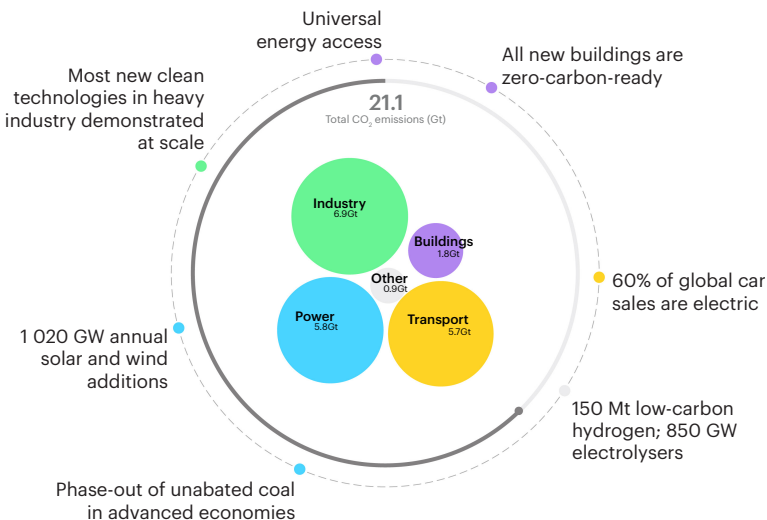 Universal
energy access
All new buildings are
zero-carbon-ready
Most new clean
technologies in heavy
industry demonstrated
at scale
21.1
Total CO₂ emissions (Gt)
Industry
6.9Gt
Buildings
1.8Gt
Other
0.9Gt
60% of global car
sales are electric
Power
5.8Gt
Transport
5.7Gt
1 020 GW annual
solar and wind
additions
150 Mt low-carbon
hydrogen; 850 GW
electrolysers
Phase-out of unabated coal
in advanced economies